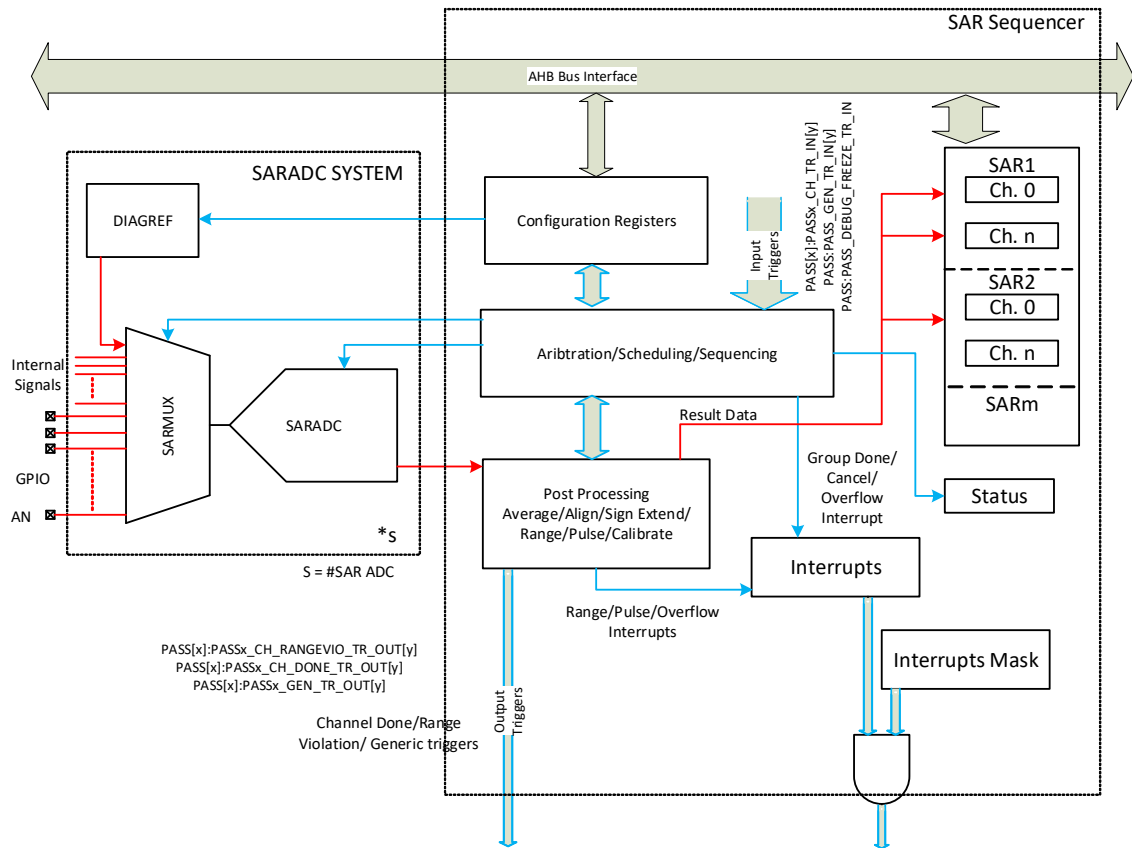 SAR Sequencer
AHB Bus Interface
SARADC SYSTEM
DIAGREF
Configuration Registers
Input
Triggers
PASS[x]:PASSx_CH_TR_IN[y]
PASS:PASS_GEN_TR_IN[y]
PASS:PASS_DEBUG_FREEZE_TR_IN
SAR1
Ch. 0
Ch. n
SAR2
Ch. 0
Ch. n
SARm
Internal
Signals
SARMUX
SARADC
Aribtration/Scheduling/Sequencing
Result Data
GPIO
AN
*s
S = #SAR ADC
Post Processing
Average/Align/Sign Extend/
Range/Pulse/Calibrate
Group Done/
Cancel/
Overflow
Interrupt
Status
Interrupts
Range/Pulse/Overflow
Interrupts
Interrupts Mask
PASS[x]:PASSx_CH_RANGEVIO_TR_OUT[y]
PASS[x]:PASSx_CH_DONE_TR_OUT[y]
PASS[x]:PASSx_GEN_TR_OUT[y]
Channel Done/Range
Violation/ Generic triggers
Output
Triggers